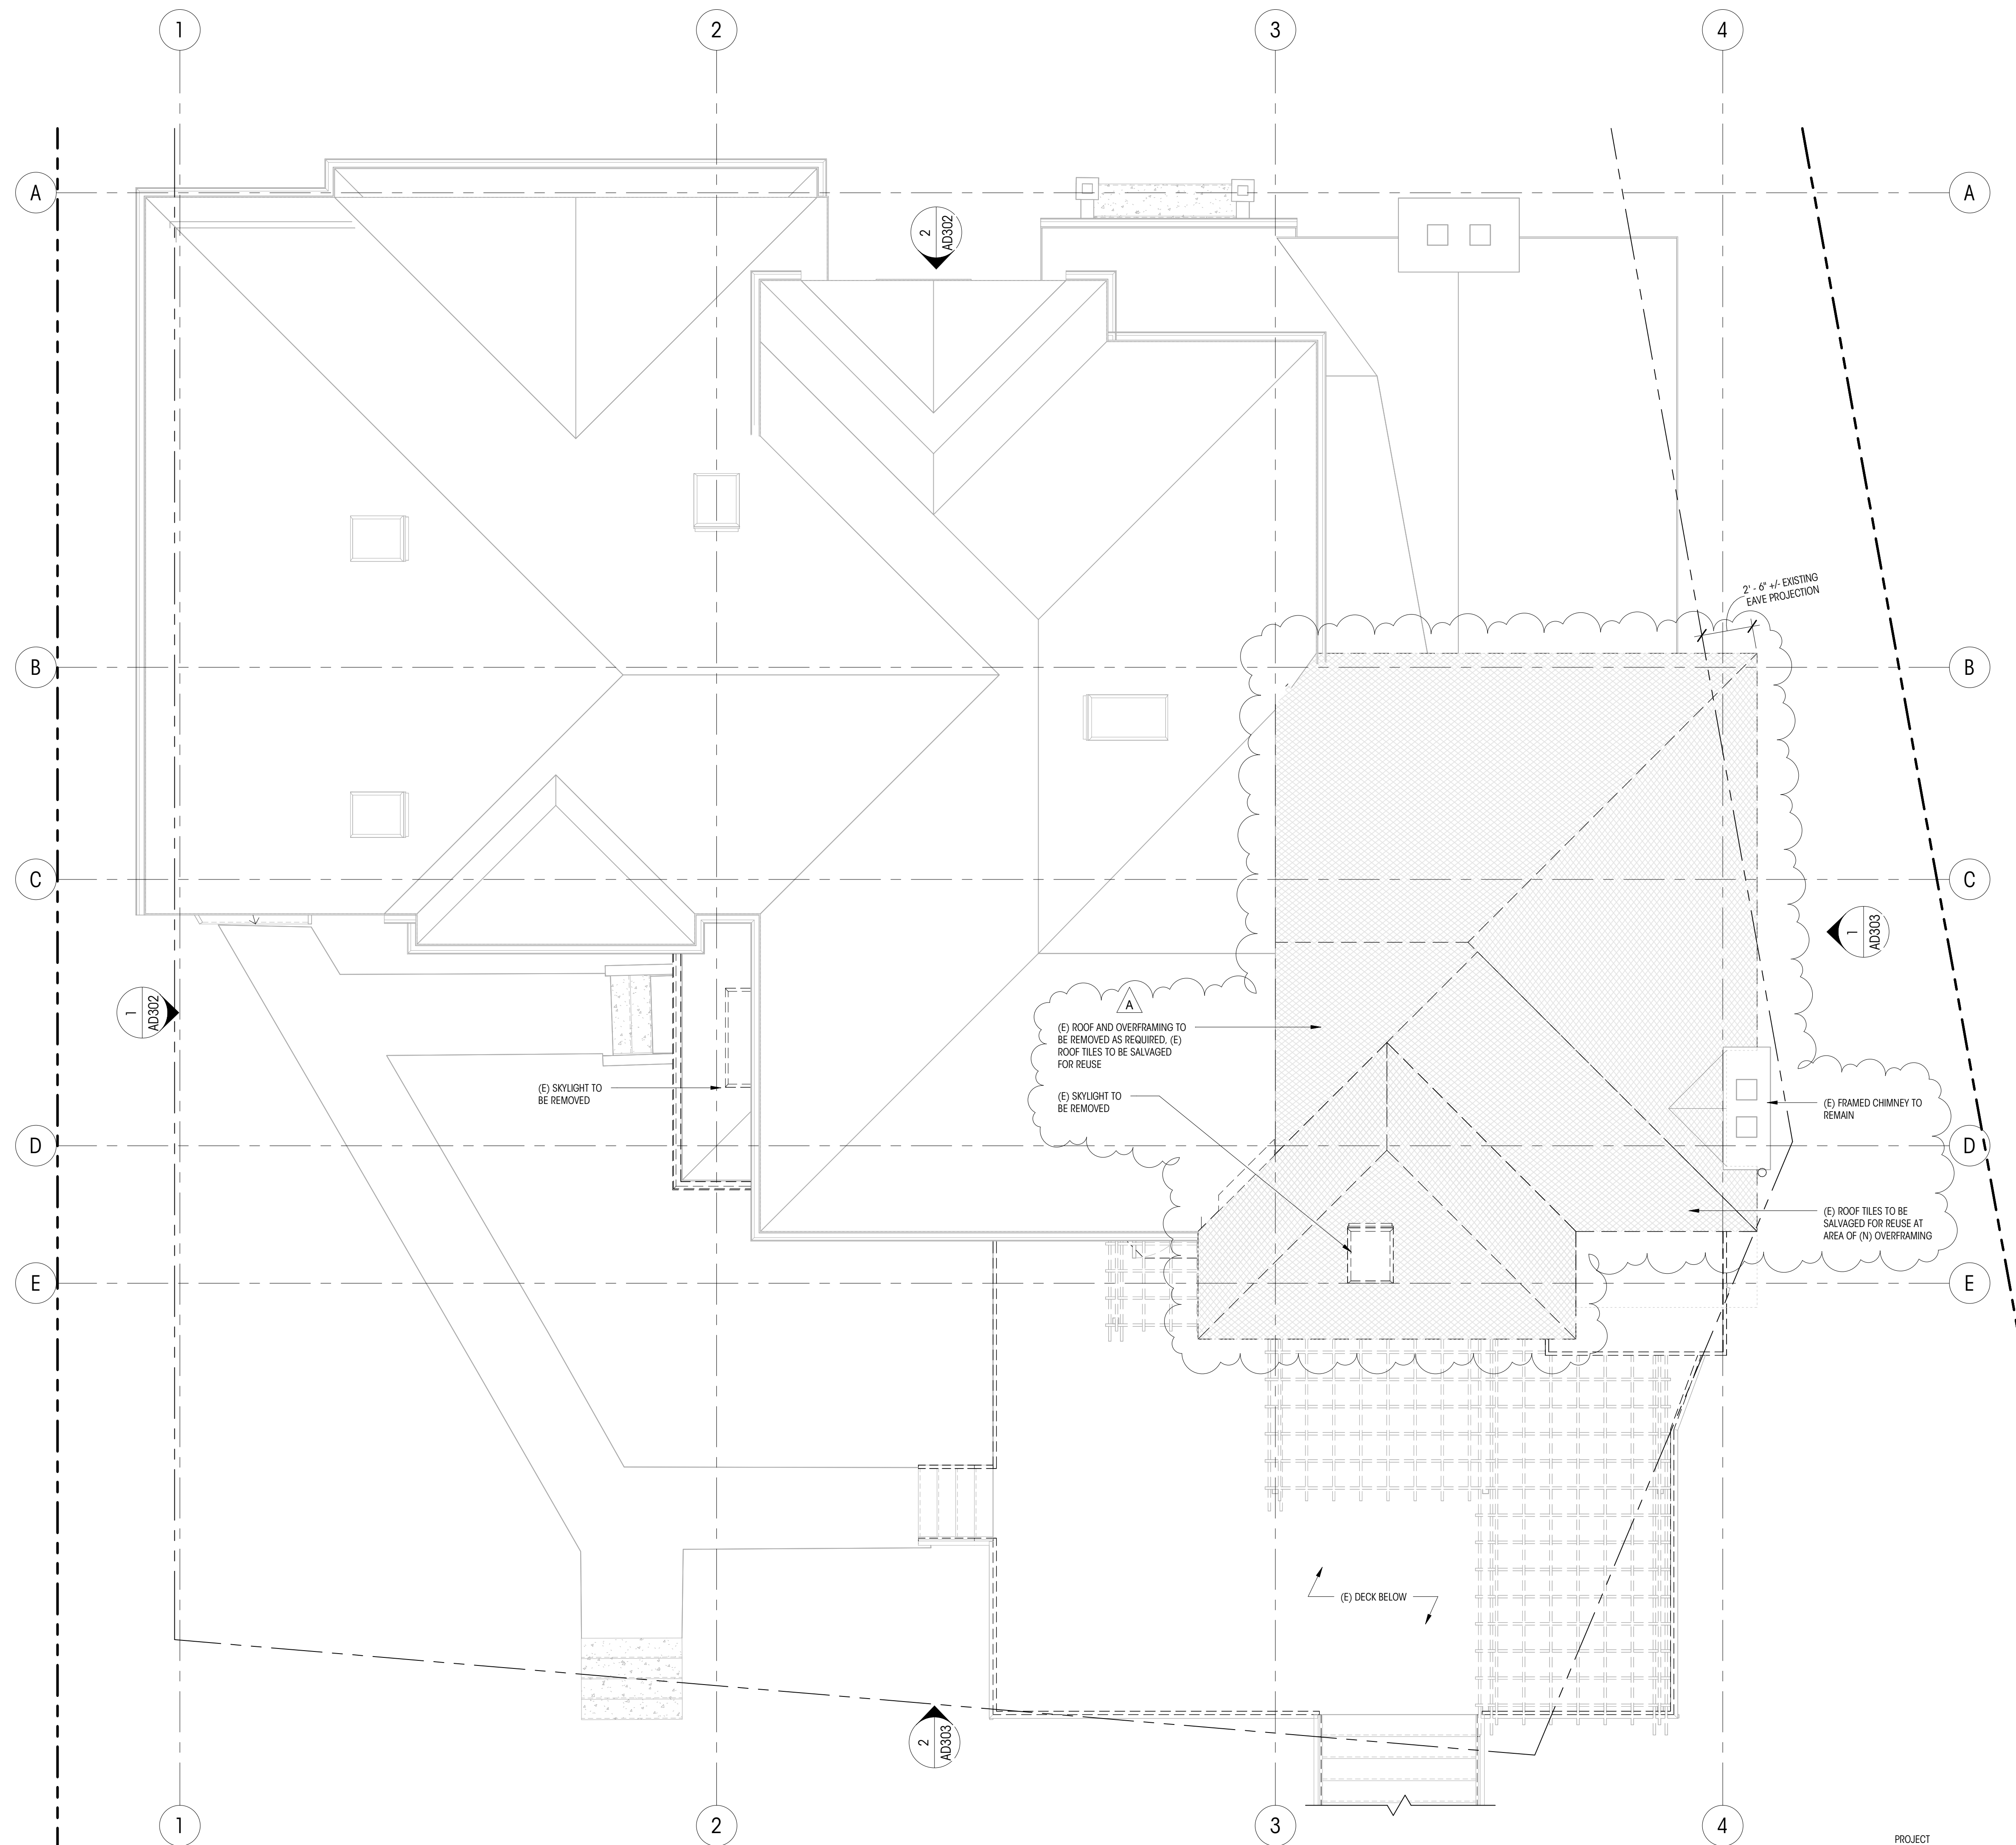 1
2
3
4
A
A
2
AD302
2' - 6" +/- EXISTING
EAVE PROJECTION
B
B
C
C
1
AD303
1
AD302
A
(E) ROOF AND OVERFRAMING TO
BE REMOVED AS REQUIRED, (E)
ROOF TILES TO BE SALVAGED
FOR REUSE
(E) SKYLIGHT TO
BE REMOVED
(E) SKYLIGHT TO
BE REMOVED
(E) FRAMED CHIMNEY TO
REMAIN
D
D
(E) ROOF TILES TO BE
SALVAGED FOR REUSE AT
AREA OF (N) OVERFRAMING
E
E
(E) DECK BELOW
2
AD303
1
2
3
4
PROJECT